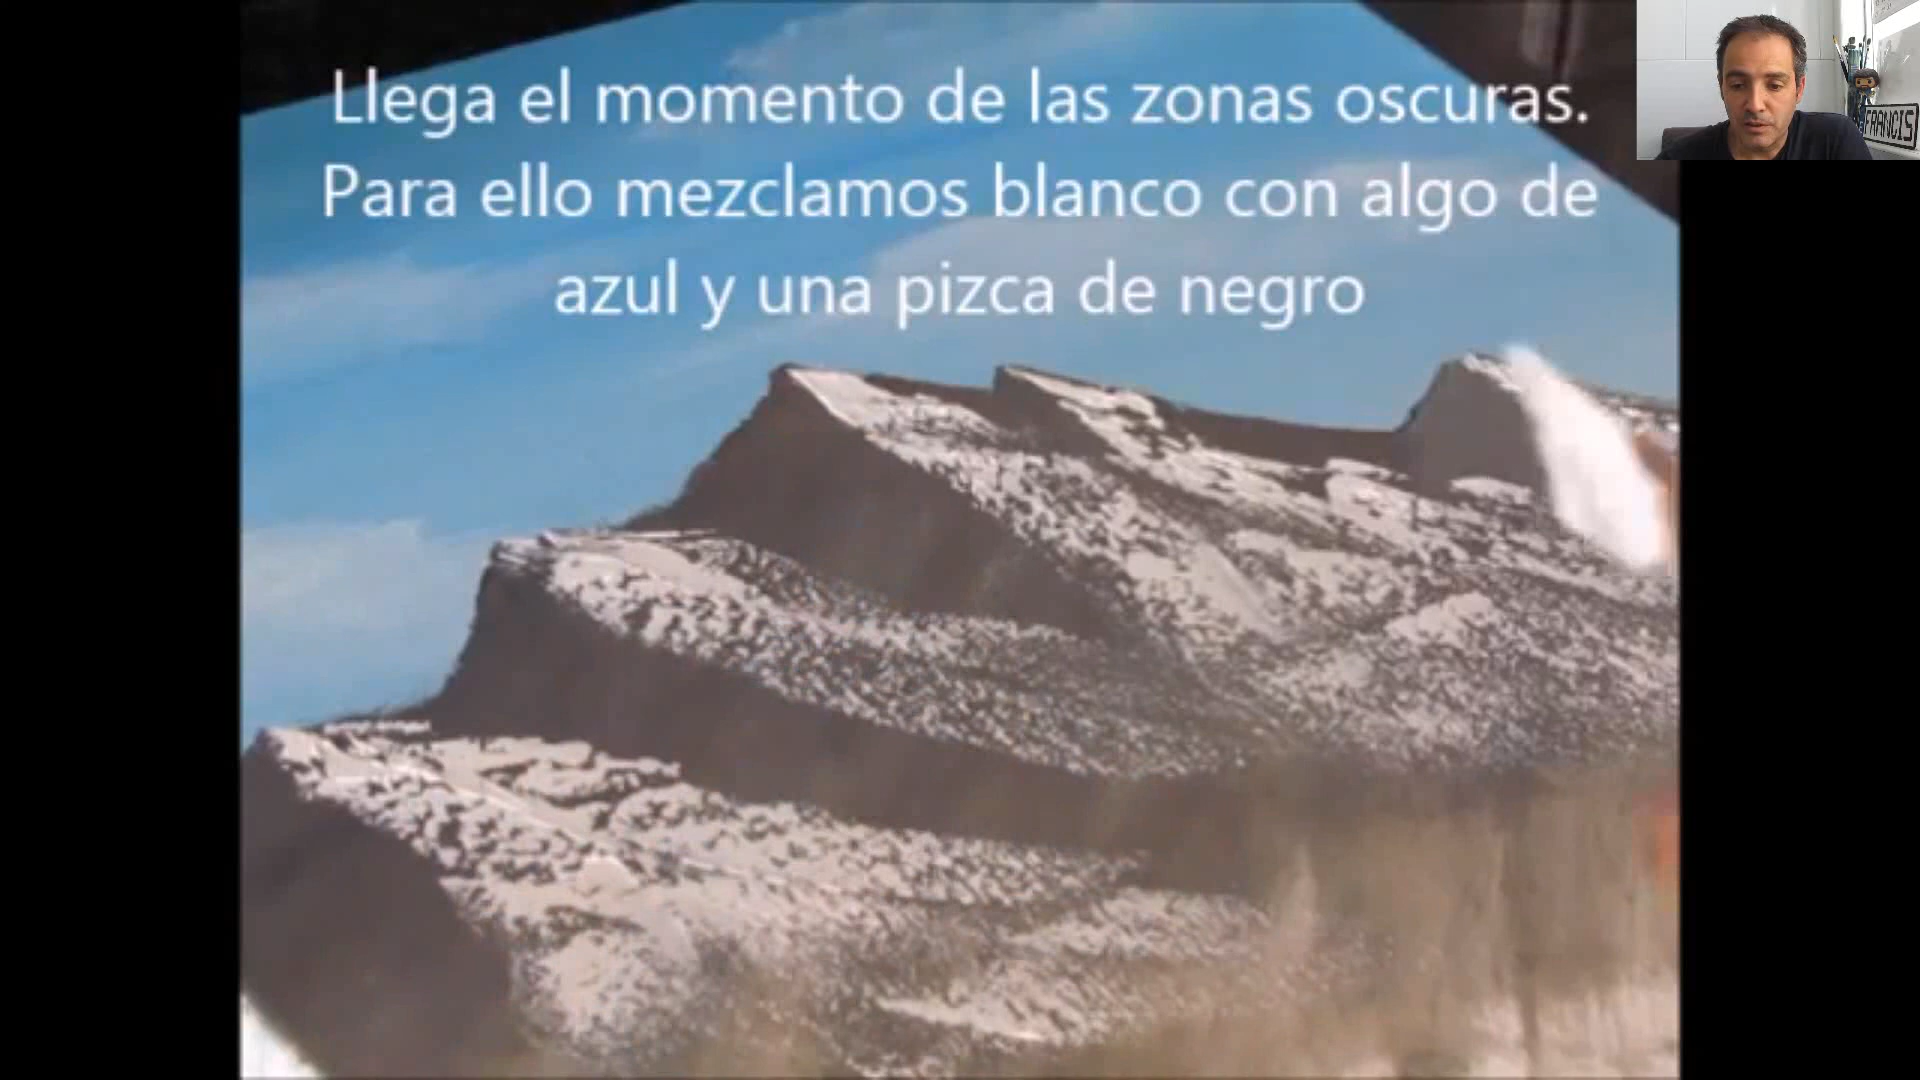 Llega el momento de las zonas oscuras.
Para ello mezclamos blanco con algo de
azul y una pizca de negro
FRANCIS